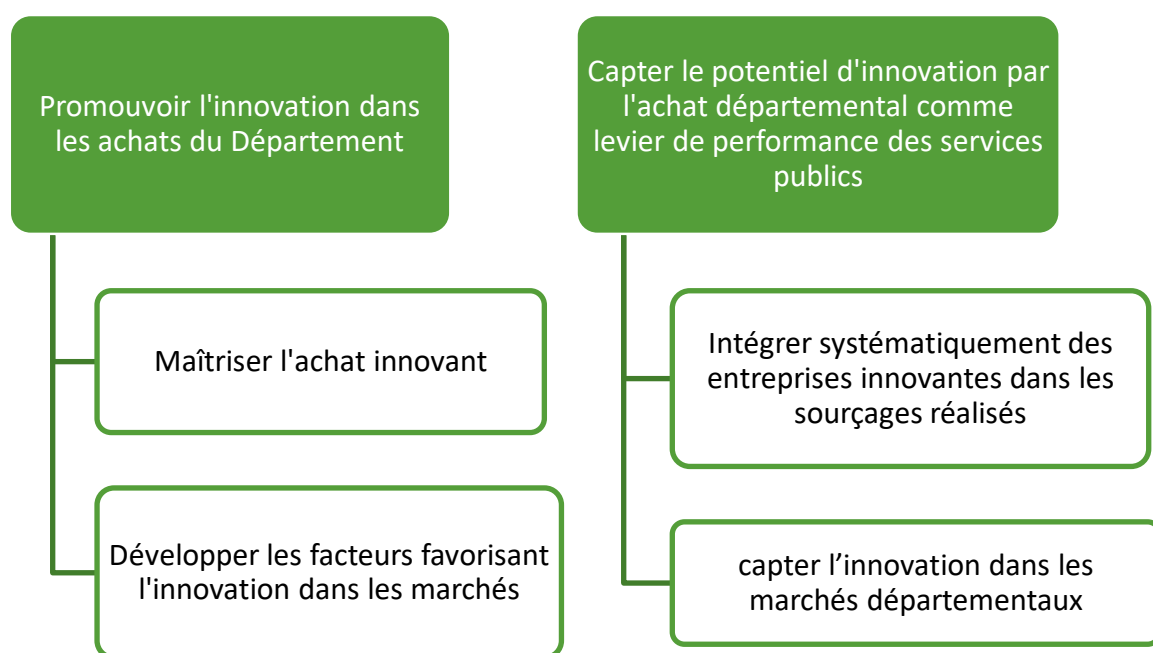 Promouvoir l'innovation dans
les achats du Département
Maîtriser l'achat innovant
Développer les facteurs favorisant
l'innovation dans les marchés
Capter le potentiel d'innovation par
l'achat départemental comme
levier de performance des services
publics
Intégrer systématiquement des
entreprises innovantes dans les
sourçages réalisés
capter l’innovation dans les
marchés départementaux